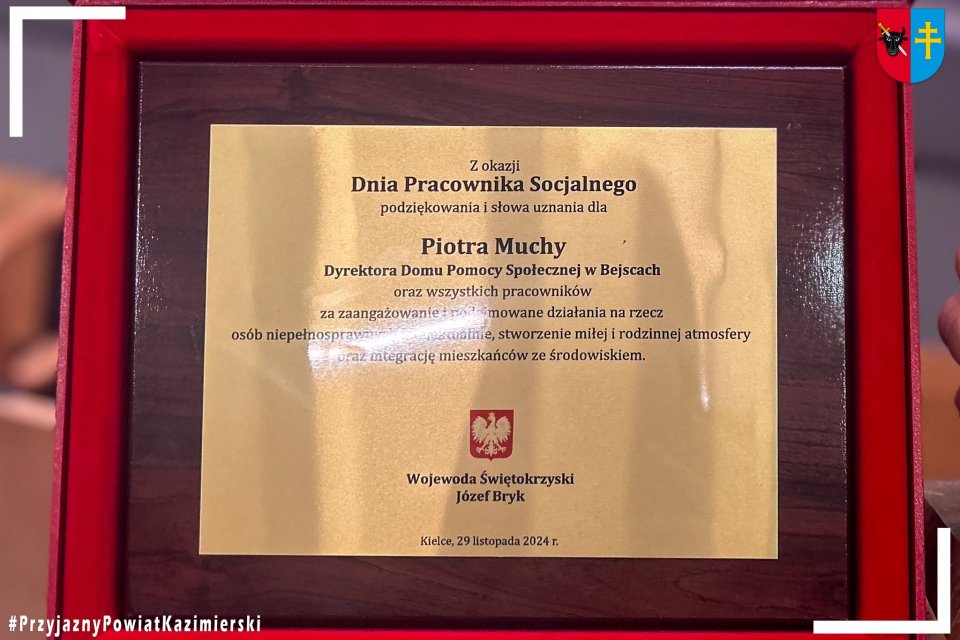 Z okazji
Dnia Pracownika Socjalnego
podziękowania i słowa uznania dla
Piotra Muchy
Dyrektora Domu Pomocy Społecznej w Bejscach
oraz wszystkich pracowników
za zaangażowanie i podejmowane działania na rzecz
osób niepełnosprawnych, stworzenie miłej i rodzinnej atmosfery
oraz integrację mieszkańców ze środowiskiem.
Wojewoda Świętokrzyski
Józef Bryk
Kielce, 29 listopada 2024 r.
#PrzyjaznyPowiatKazimierski